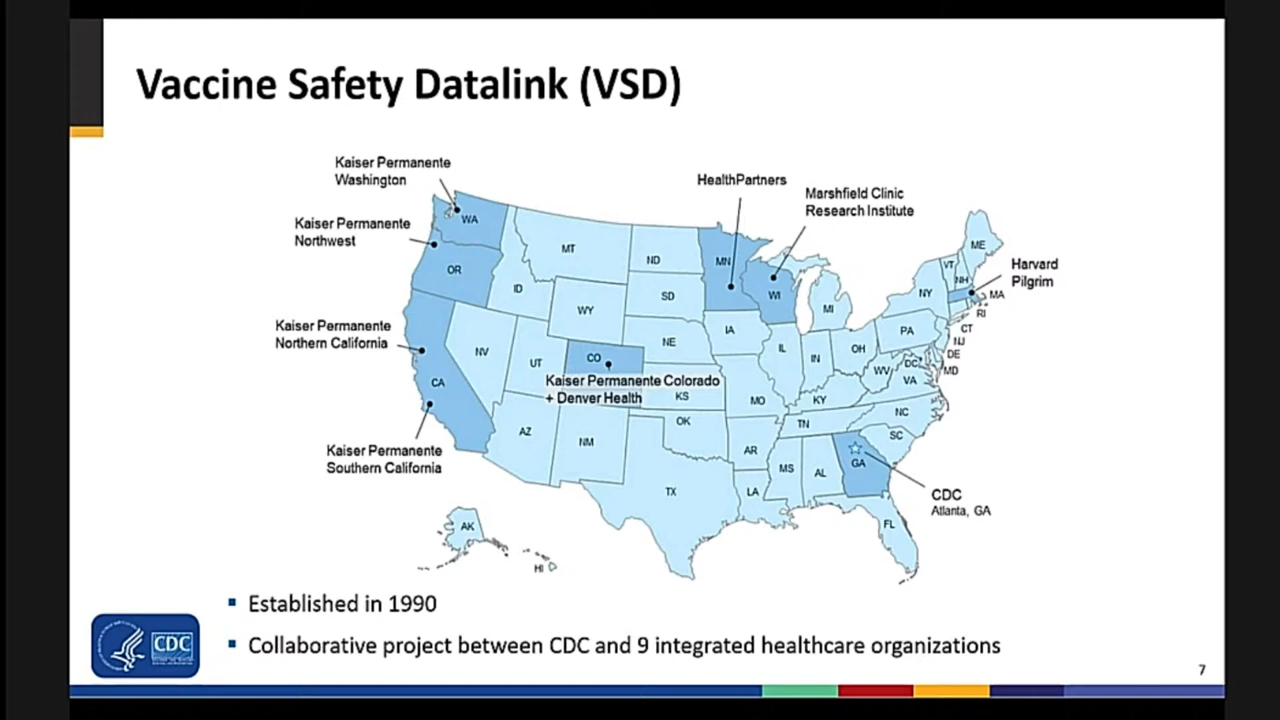 Vaccine Safety Datalink (VSD)
Kaiser Permanente
Washington
Kaiser Permanente
Northwest
Kaiser Permanente
Northern California
Kaiser Permanente
Southern California
HealthPartners
Marshfield Clinic
Research Institute
Harvard
Pilgrim
Kaiser Permanente Colorado
+ Denver Health
CDC
Atlanta, GA
WA
OR
CA
ID
NV
MT
WY
UT
AZ
CO
NM
ND
SD
NE
KS
OK
TX
MN
IA
MO
AR
LA
WI
IL
MS
MI
IN
KY
TN
AL
OH
WV
GA
FL
SC
NC
VA
DC
MD
DE
NJ
PA
NY
CT
RI
MA
VT
NH
ME
AK
HI
Established in 1990
Collaborative project between CDC and 9 integrated healthcare organizations
CDC
7